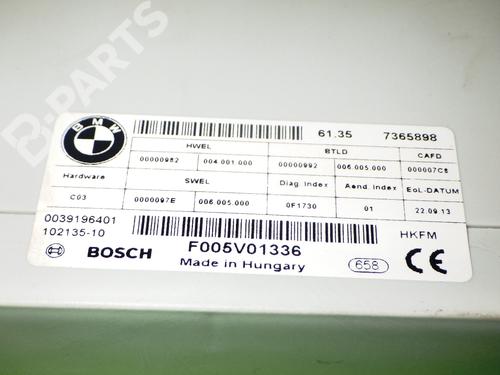 B-PARTS
BMW
61.35 7365898
HWEL BTLD CAFD
00000982 004.001.000 00000992 006.005.000 000007C8
Hardware SWEL Diag. Index Aend. Index EoL-DATUM
C03 0000097E 006.005.000 0F1730 01 22.09.13
0039196401 HKFM
102135-10
BOSCH F005V01336
Made in Hungary 658 CE